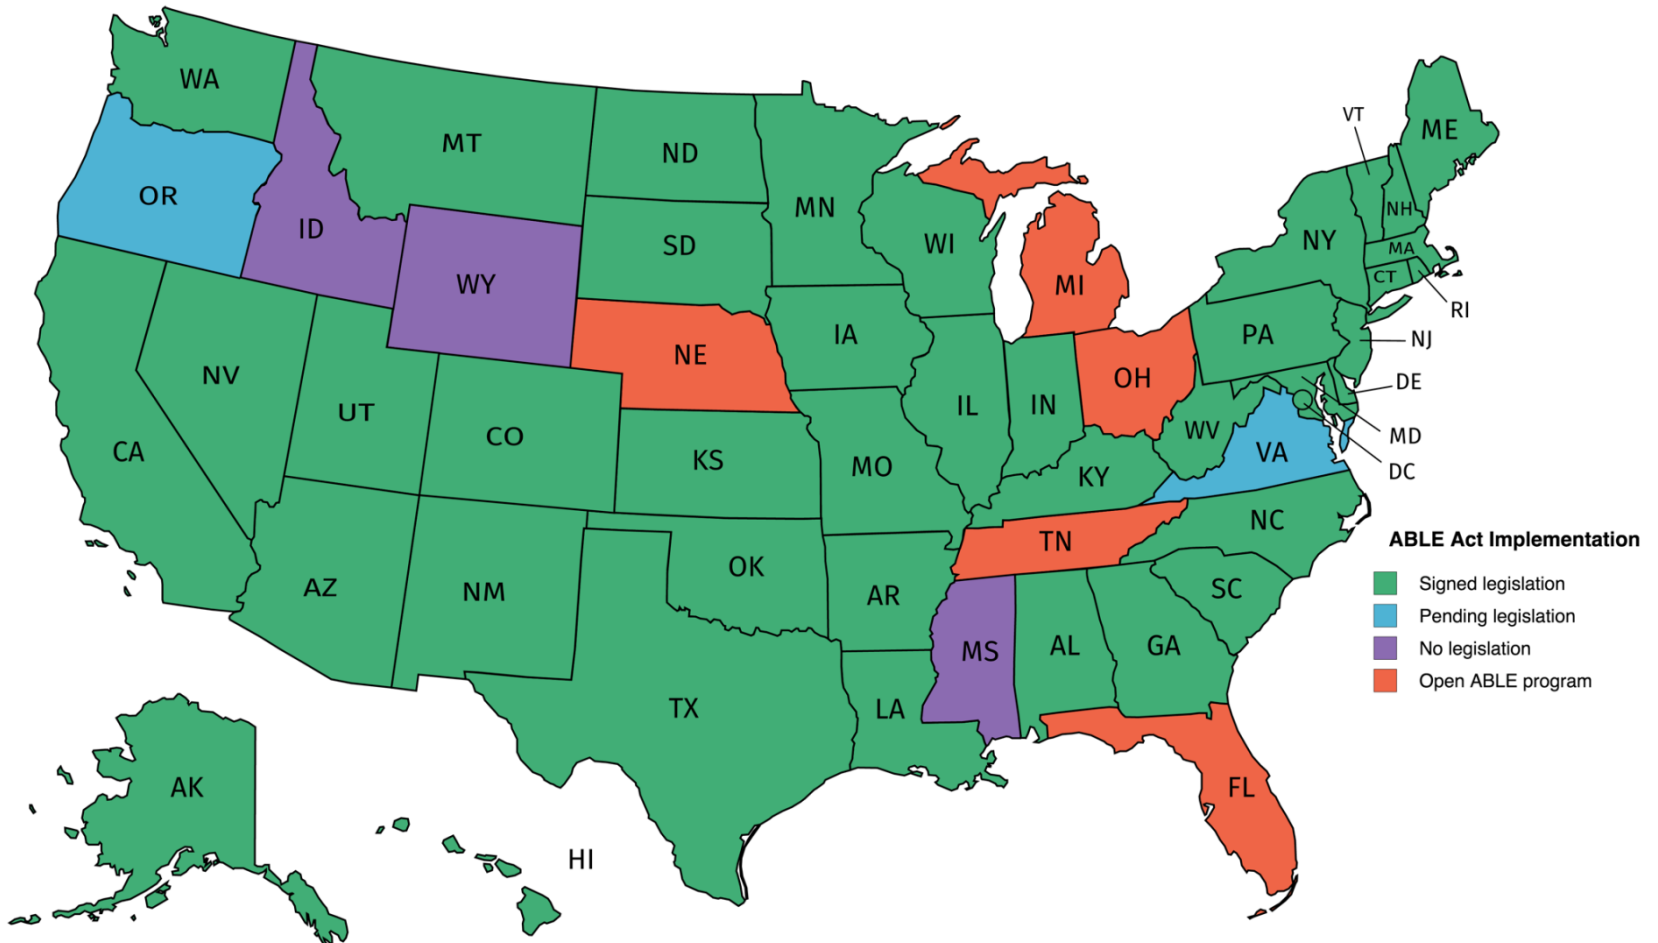 WA
MT
ND
MN
OR
ID
WY
SD
WI
MI
NY
VT
NH
ME
MA
CT
RI
NE
IA
PA
NJ
NV
UT
CO
CA
KS
MO
IL
IN
OH
WV
VA
DE
MD
DC
KY
TN
NC
AZ
NM
OK
AR
SC
MS
AL
GA
TX
LA
FL
AK
HI
ABLE Act Implementation
Signed legislation
Pending legislation
No legislation
Open ABLE program